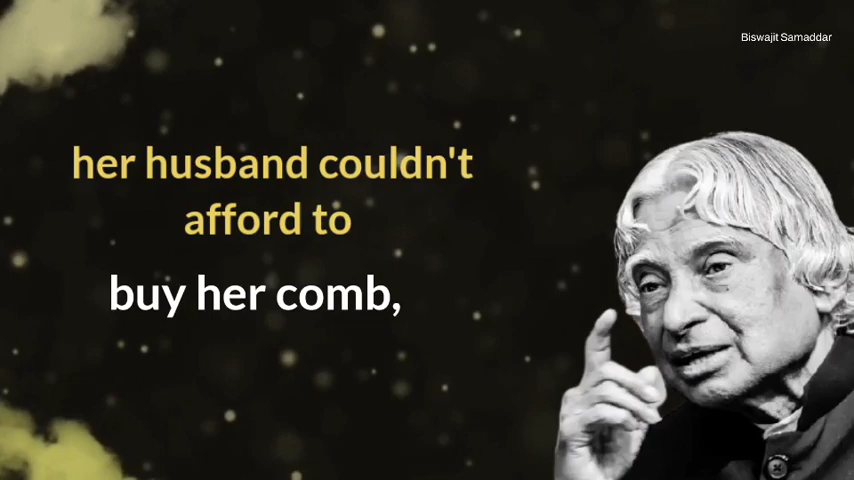 Biswajit Samaddar
her husband couldn't
afford to
buy her comb,